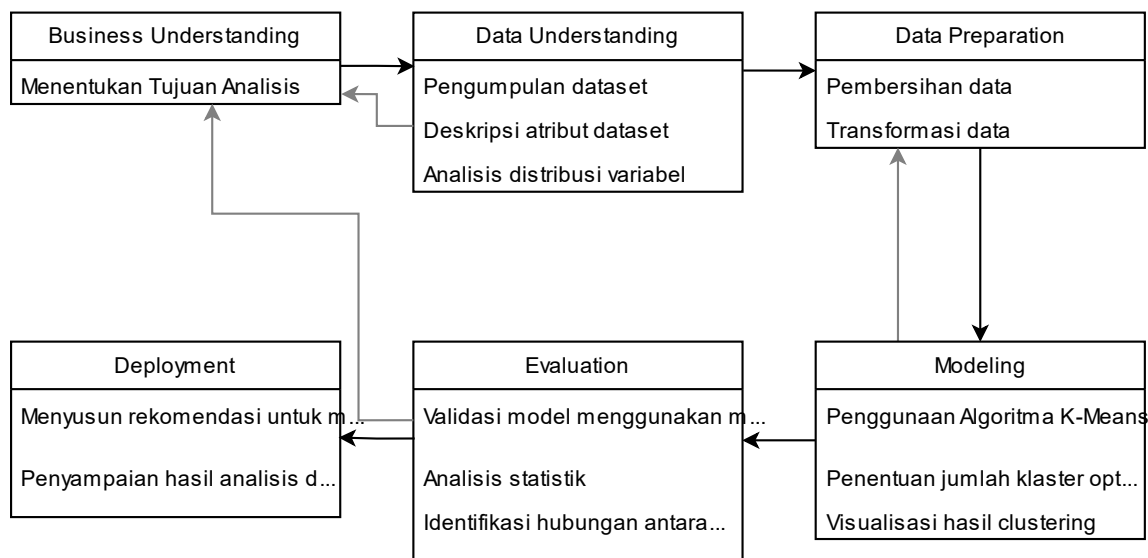 Business Understanding
Menentukan Tujuan Analisis
Data Understanding
Pengumpulan dataset
Deskripsi atribut dataset
Analisis distribusi variabel
Data Preparation
Pembersihan data
Transformasi data
Deployment
Menyusun rekomendasi untuk m...
Penyampaian hasil analisis d...
Evaluation
Validasi model menggunakan m...
Analisis statistik
Identifikasi hubungan antara...
Modeling
Penggunaan Algoritma K-Means
Penentuan jumlah klaster opt...
Visualisasi hasil clustering